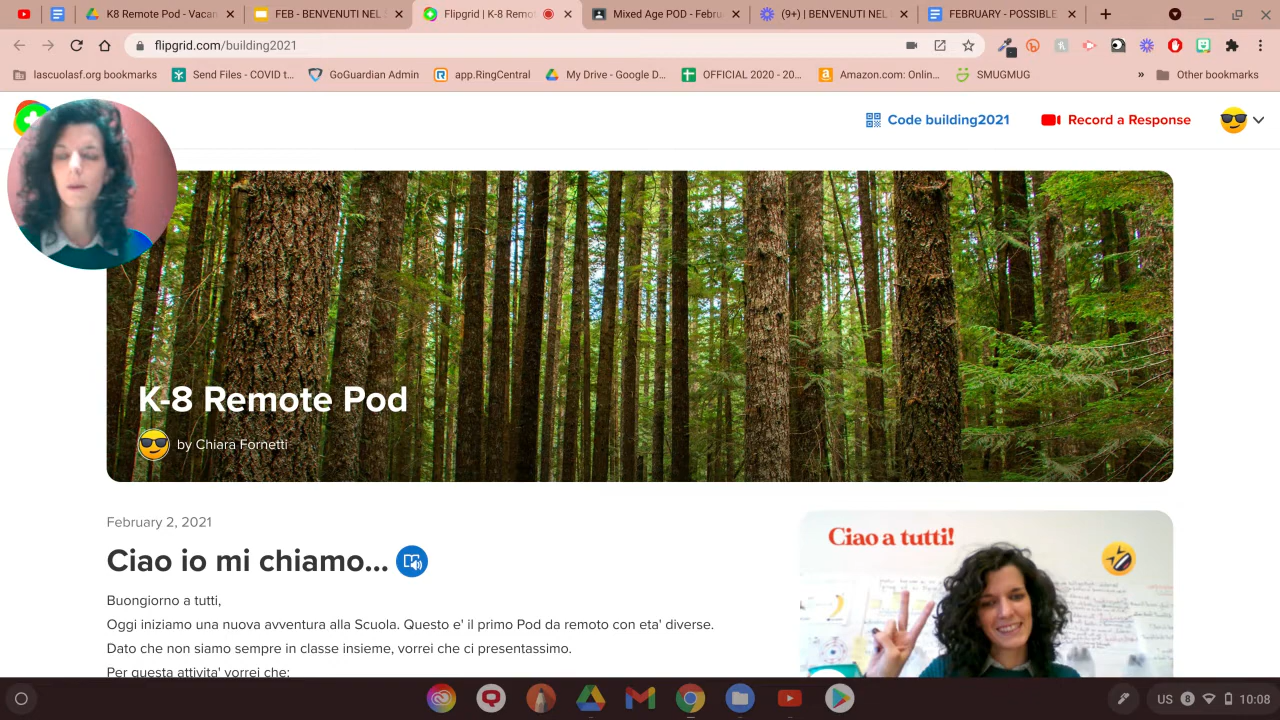 K8 Remote Pod - Vacan
FEB - BENVENUTI NEL S
Flipgrid | K-8 Remo
Mixed Age POD - Febru
(9+) | BENVENUTI NEL
FEBRUARY - POSSIBLE
flipgrid.com/building2021
lascuolasf.org bookmarks
Send Files - COVID t...
GoGuardian Admin
app.RingCentral
My Drive - Google D...
OFFICIAL 2020 - 20...
Amazon.com: Onlin...
SMUGMUG
»
Other bookmarks
Code building2021
Record a Response
K-8 Remote Pod
by Chiara Fornetti
February 2, 2021
Ciao io mi chiamo...
Buongiorno a tutti,
Oggi iniziamo una nuova avventura alla Scuola. Questo e' il primo Pod da remoto con eta' diverse.
Dato che non siamo sempre in classe insieme, vorrei che ci presentassimo.
Per questa attivita' vorrei che:
Ciao a tutti!
US 8 10:08